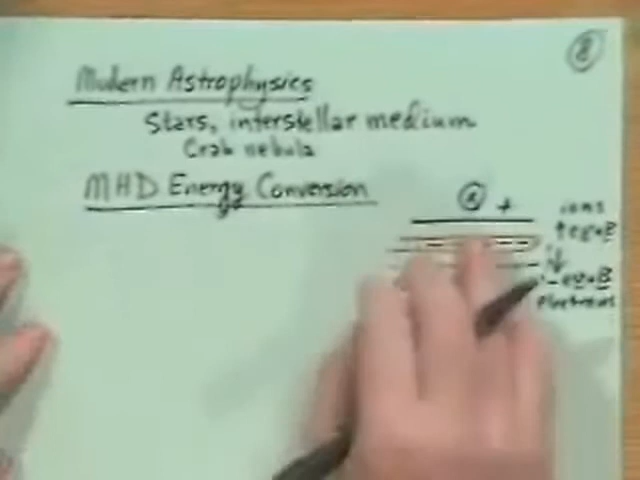 8
Modern Astrophysics
Stars, interstellar medium
Crab nebula
MHD Energy Conversion
+
ions
electrons